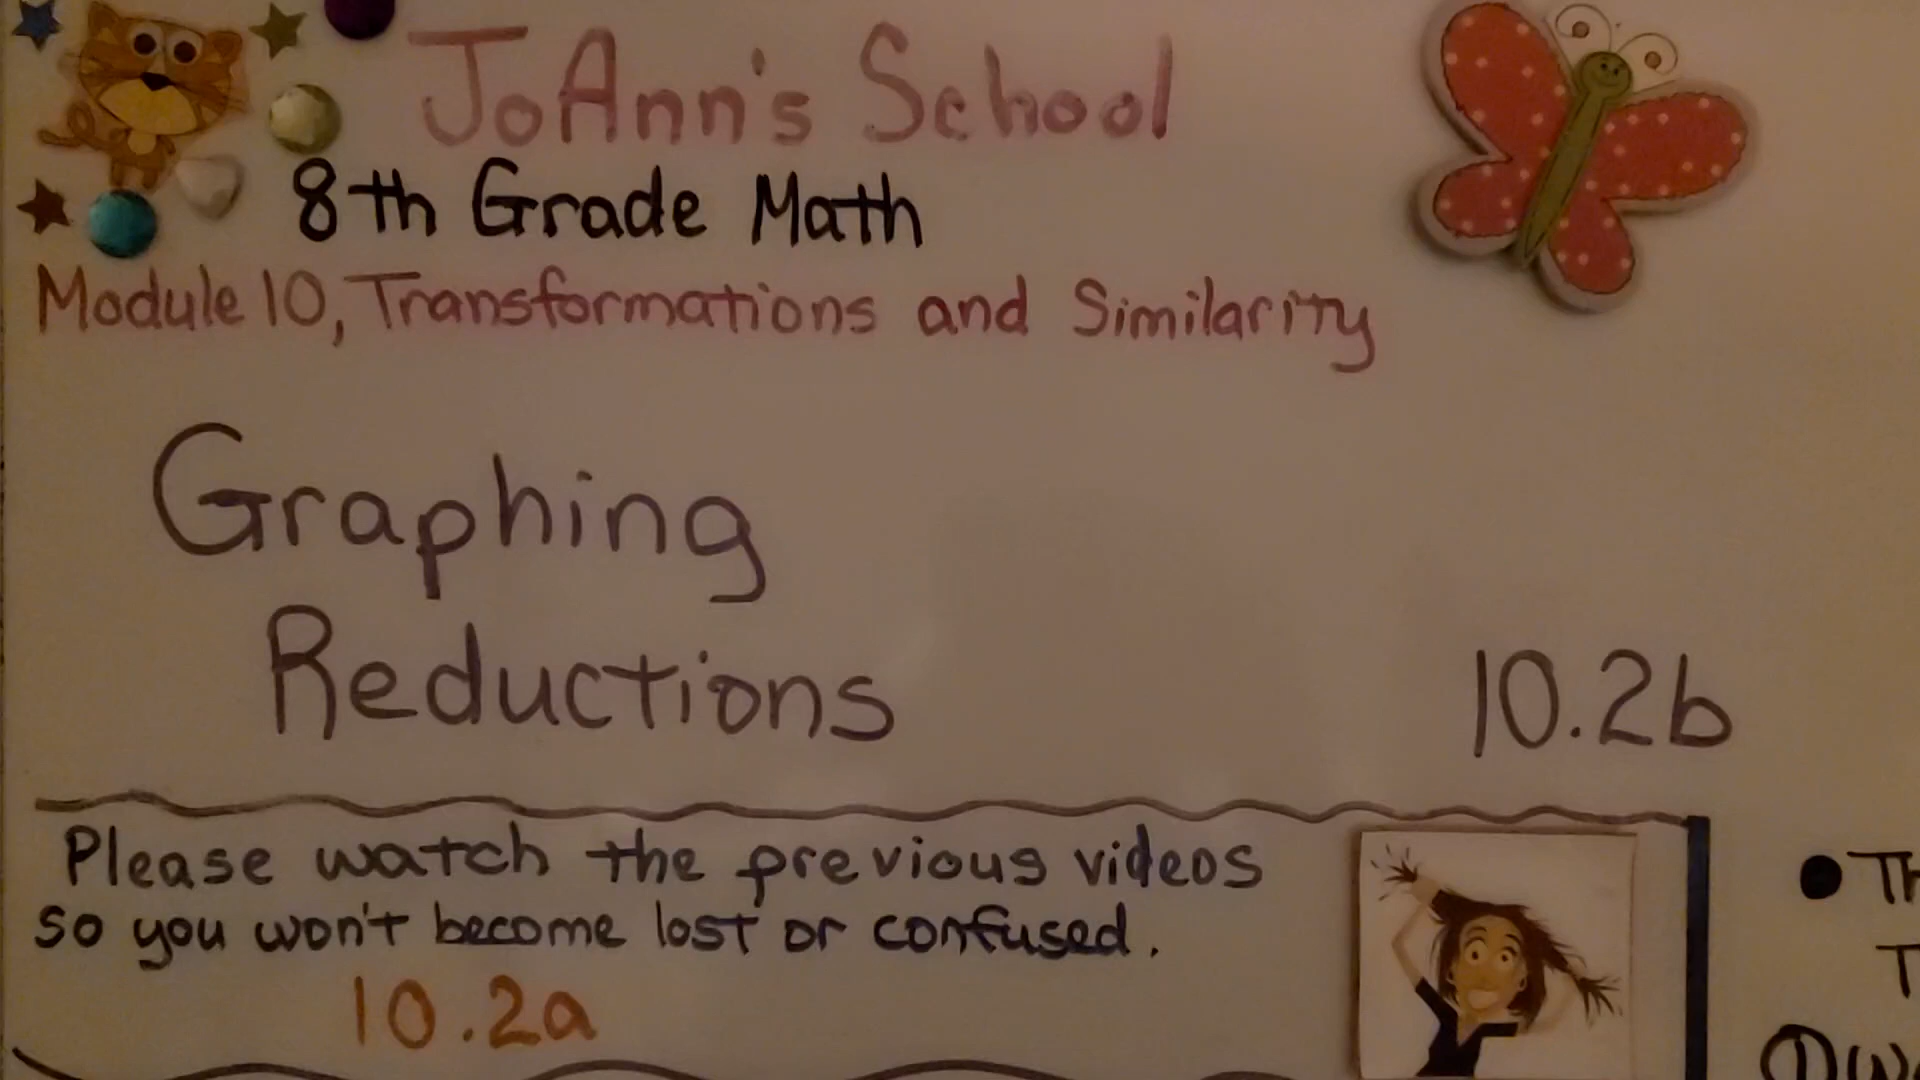 JoAnn's School
8th Grade Math
Module 10, Transformations and Similarity
Graphing
Reductions
10.2b
Please watch the previous videos
so you won't become lost or confused.
10.2a